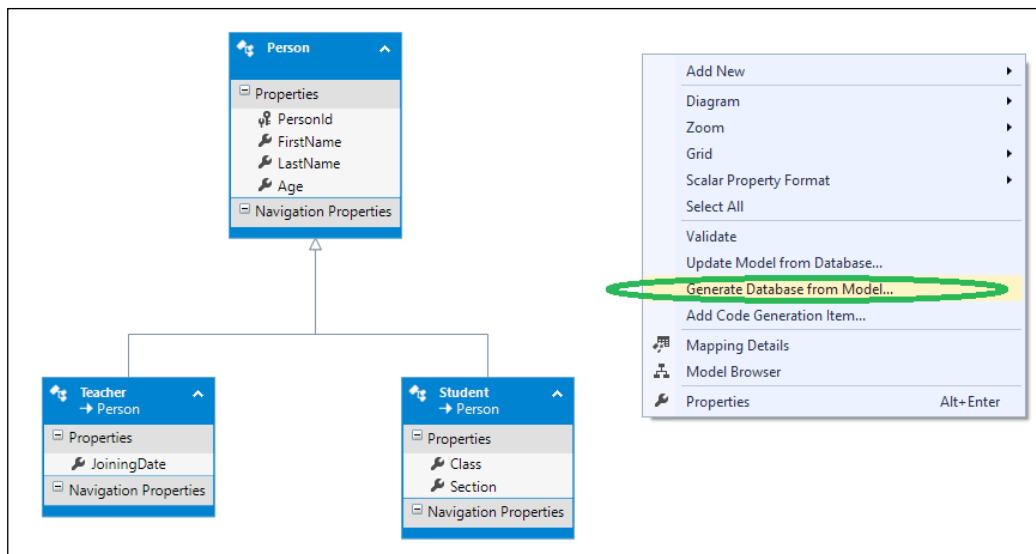 Person
Properties
PersonId
FirstName
LastName
Age
Navigation Properties
Teacher
Person
Properties
JoiningDate
Navigation Properties
Student
Person
Properties
Class
Section
Navigation Properties
Add New
Diagram
Zoom
Grid
Scalar Property Format
Select All
Validate
Update Model from Database...
Generate Database from Model...
Add Code Generation Item...
Mapping Details
Model Browser
Properties Alt+Enter